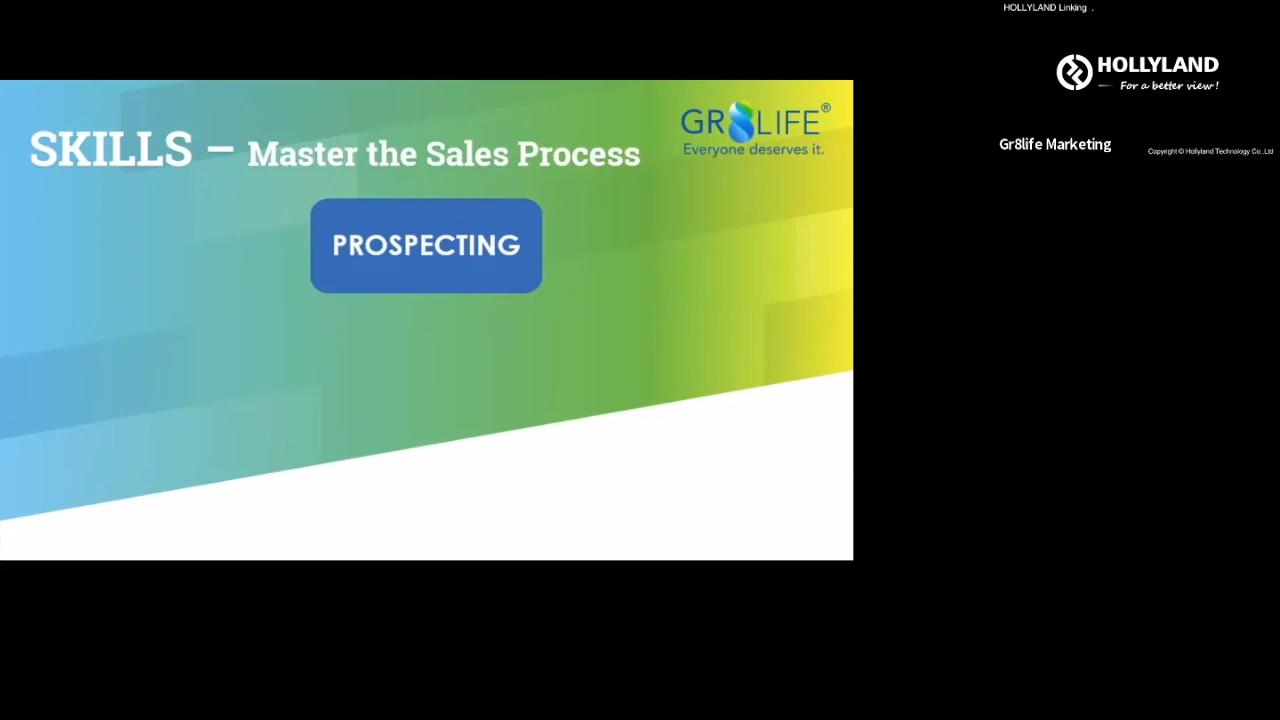 HOLLYLAND Linking .
HOLLYLAND
For a better view!
Gr8life Marketing
Copyright © Hollyland Technology Co.,Ltd
SKILLS – Master the Sales Process
GR8LIFE®
Everyone deserves it.
PROSPECTING